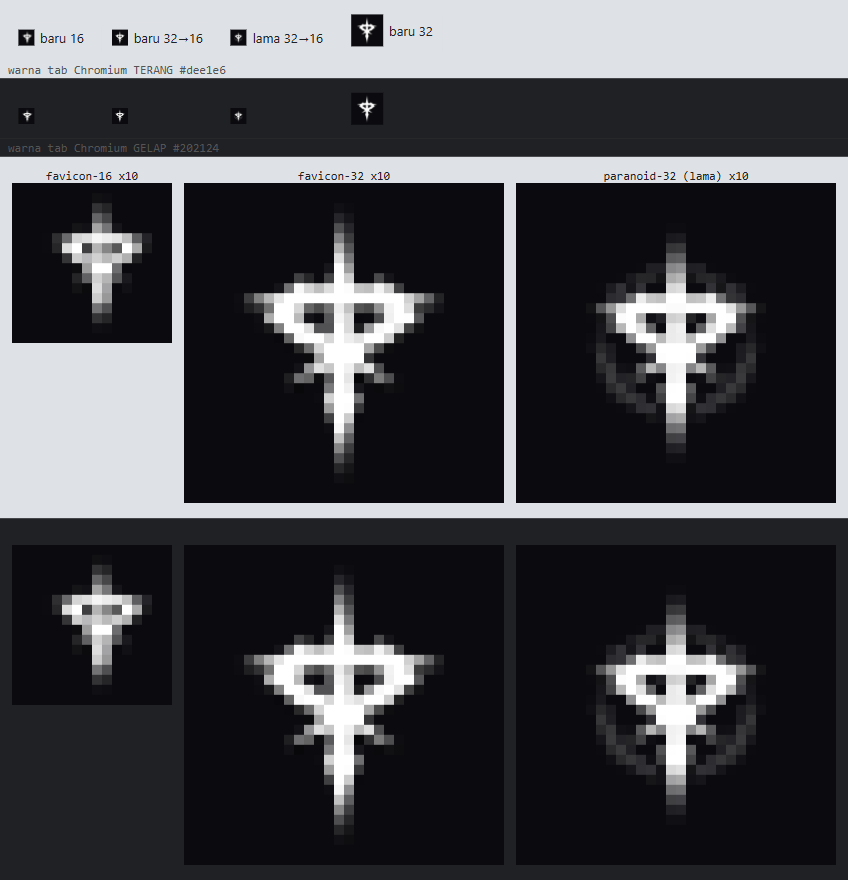 baru 16 baru 32→16 lama 32→16 baru 32
warna tab Chromium TERANG #dee1e6
warna tab Chromium GELAP #202124
favicon-16 x10 favicon-32 x10 paranoid-32 (lama) x10